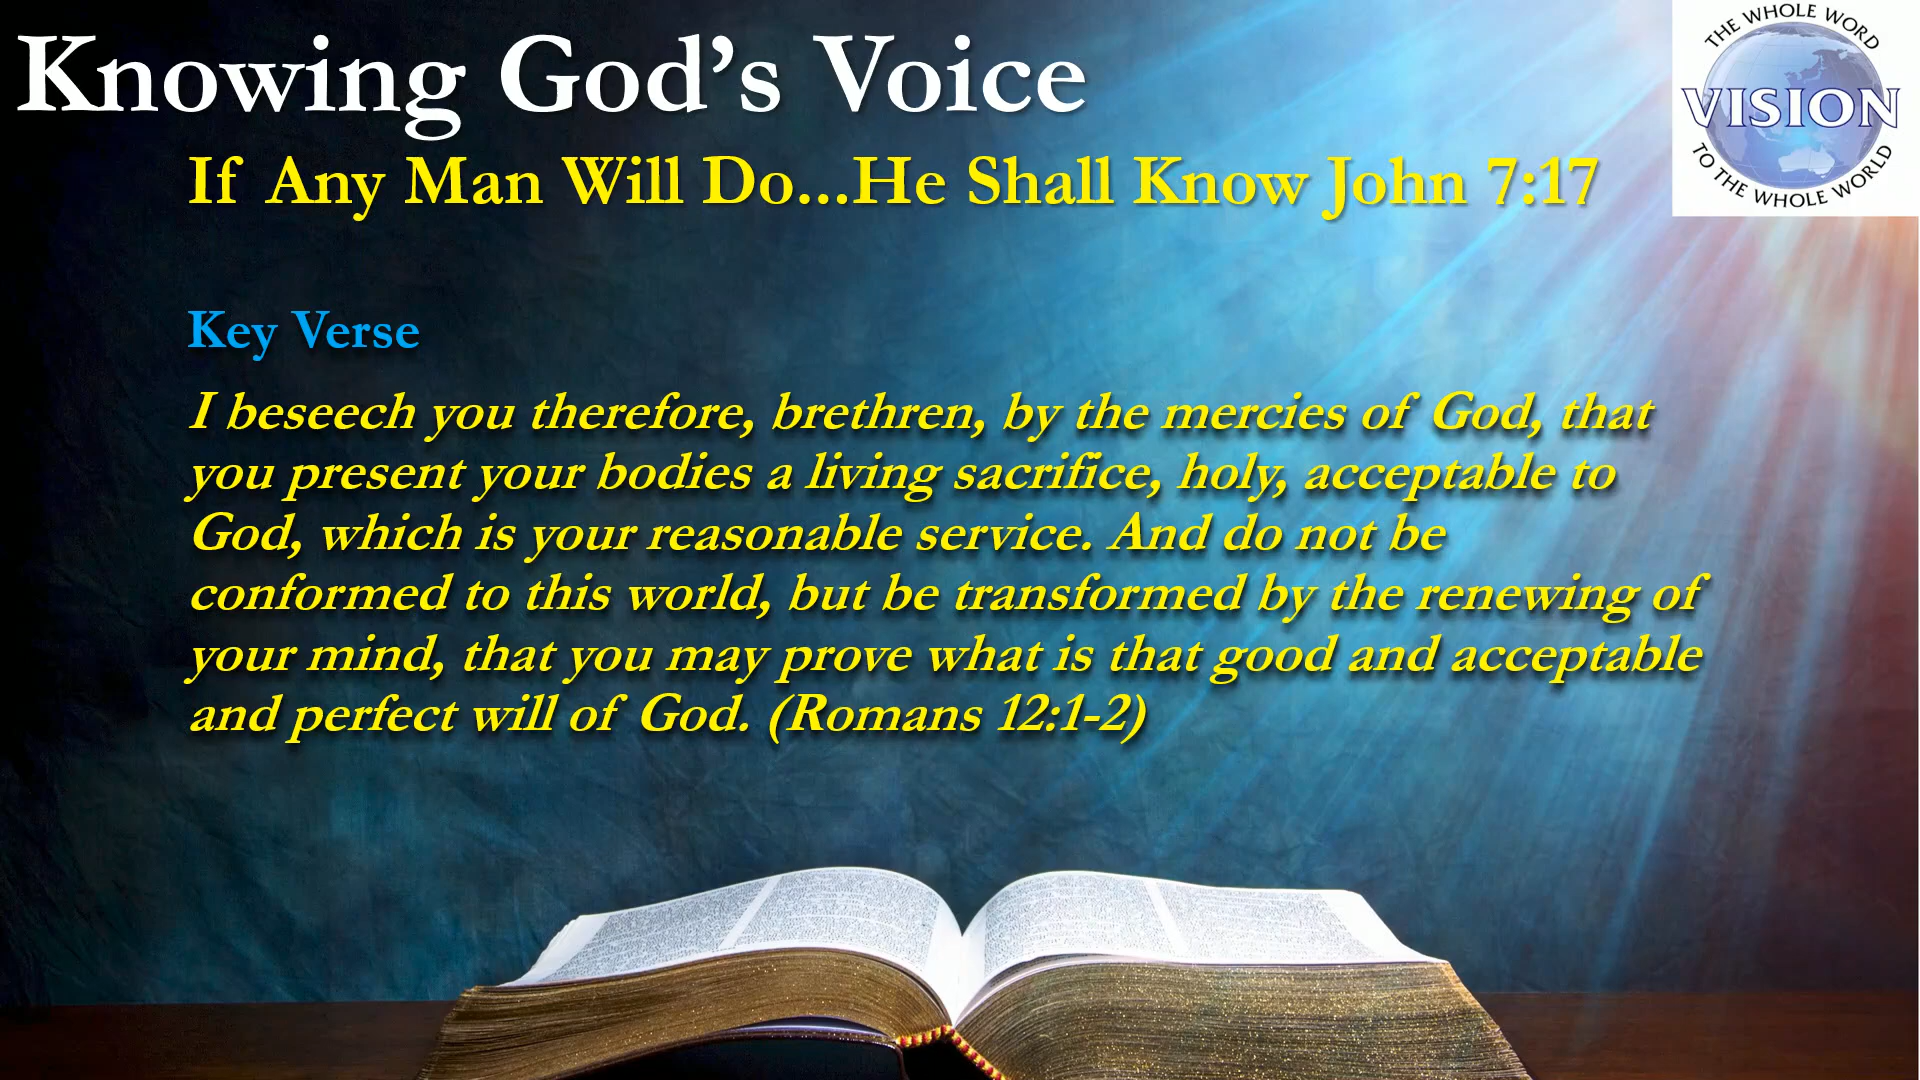 Knowing God’s Voice
THE WHOLE WORD
VISION
TO THE WHOLE WORLD
If Any Man Will Do...He Shall Know John 7:17
Key Verse
I beseech you therefore, brethren, by the mercies of God, that
you present your bodies a living sacrifice, holy, acceptable to
God, which is your reasonable service. And do not be
conformed to this world, but be transformed by the renewing of
your mind, that you may prove what is that good and acceptable
and perfect will of God. (Romans 12:1-2)